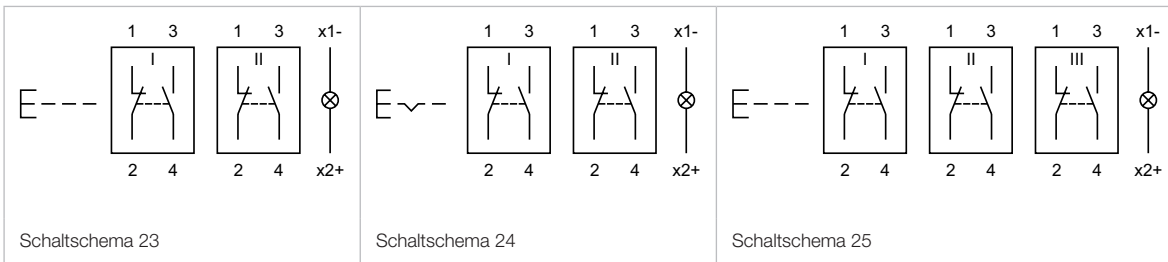 1 3 1 3 x1-
I II
2 4 2 4 x2+
Schaltschema 23
1 3 1 3 x1-
I II
2 4 2 4 x2+
Schaltschema 24
1 3 1 3 1 3 x1-
I II III
2 4 2 4 2 4 x2+
Schaltschema 25